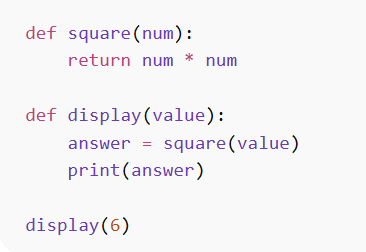 def square(num):
    return num * num

def display(value):
    answer = square(value)
    print(answer)

display(6)